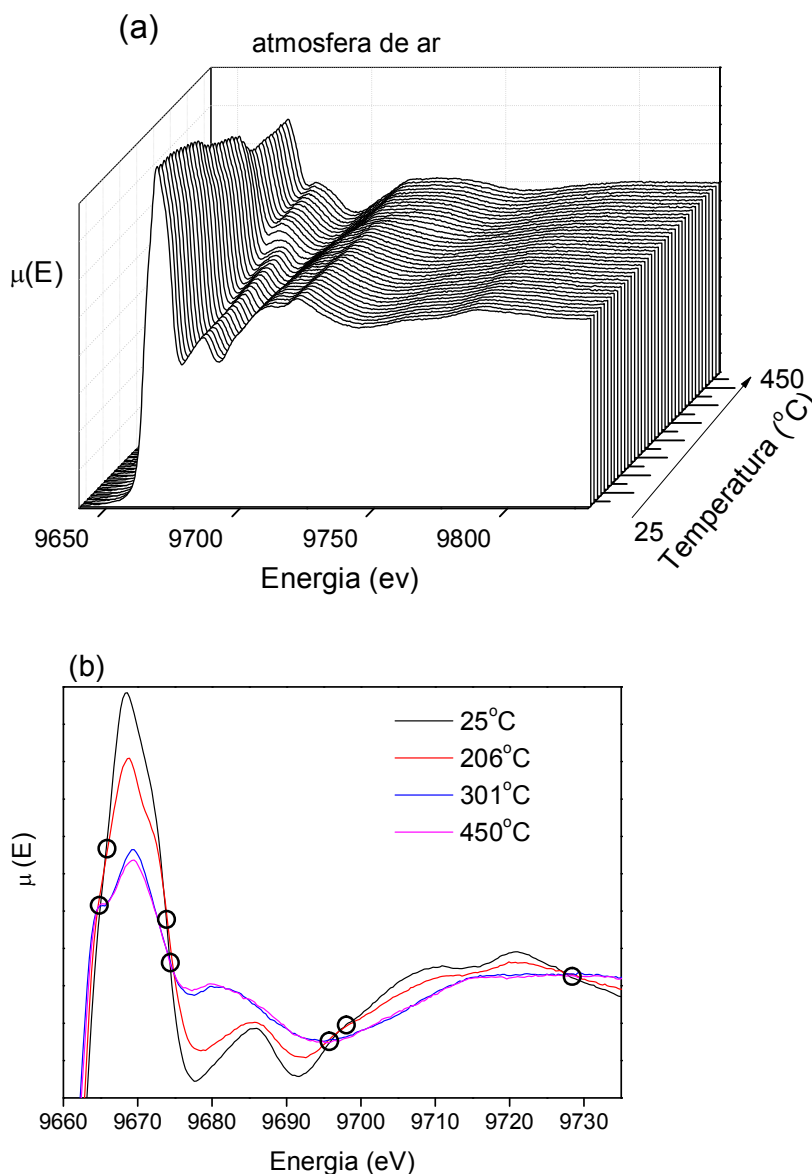 (a)
atmosfera de ar
μ(E)
450
25
Temperatura (°C)
9650 9700 9750 9800
Energia (ev)
(b)
25°C
206°C
301°C
450°C
μ (E)
9660 9670 9680 9690 9700 9710 9720 9730
Energia (eV)